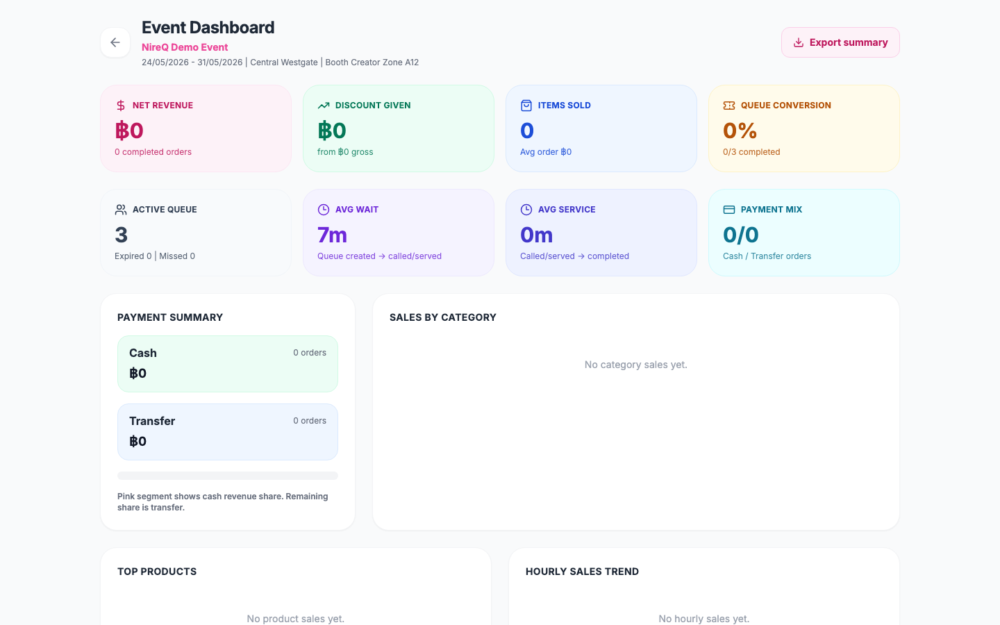 Event Dashboard
NireQ Demo Event
24/05/2026 - 31/05/2026 | Central Westgate | Booth Creator Zone A12
Export summary
NET REVENUE
฿0
0 completed orders
DISCOUNT GIVEN
฿0
from ฿0 gross
ITEMS SOLD
0
Avg order ฿0
QUEUE CONVERSION
0%
0/3 completed
ACTIVE QUEUE
3
Expired 0 | Missed 0
AVG WAIT
7m
Queue created → called/served
AVG SERVICE
0m
Called/served → completed
PAYMENT MIX
0/0
Cash / Transfer orders
PAYMENT SUMMARY
Cash
0 orders
฿0
Transfer
0 orders
฿0
Pink segment shows cash revenue share. Remaining
share is transfer.
SALES BY CATEGORY
No category sales yet.
TOP PRODUCTS
No product sales yet.
HOURLY SALES TREND
No hourly sales yet.